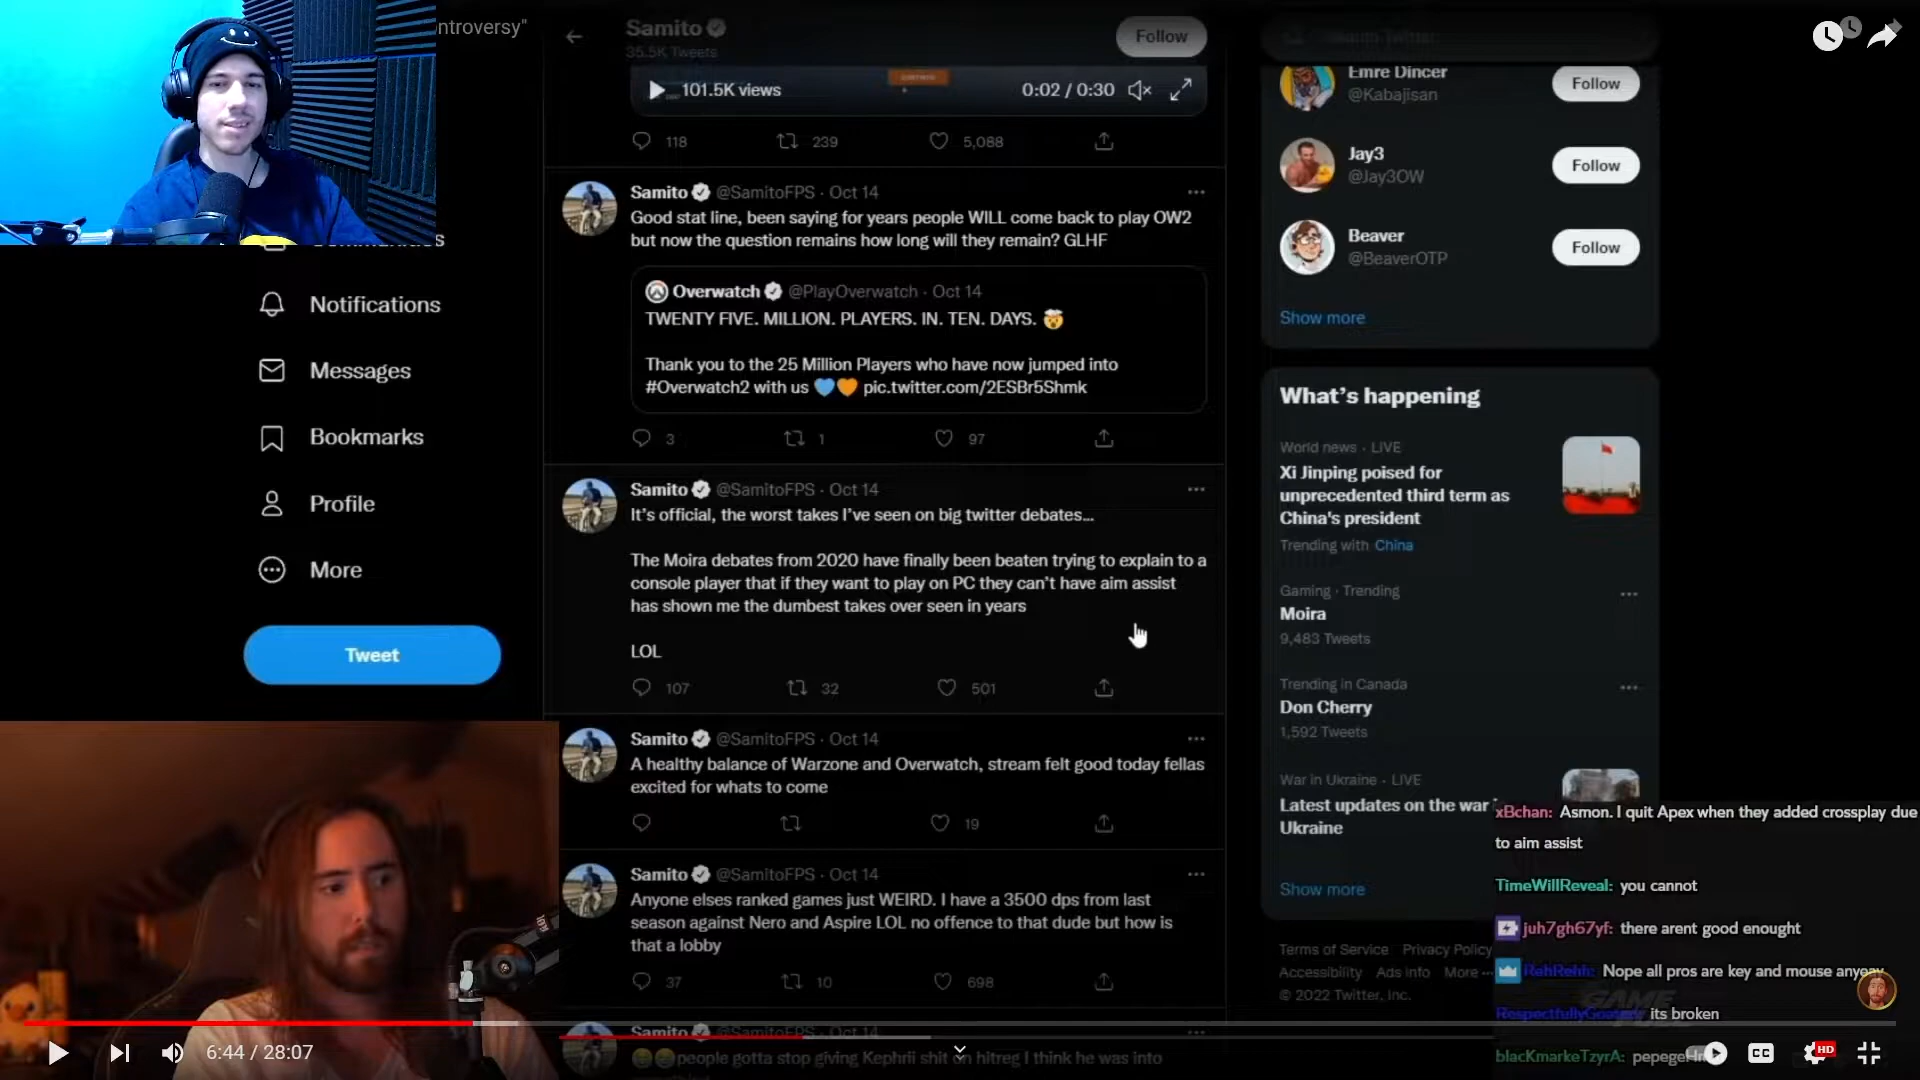 ntroversy"
Samito
35.5K Tweets
Follow
101.5K views
0:02 / 0:30
118
239
5,088
Samito @SamitoFPS · Oct 14
Good stat line, been saying for years people WILL come back to play OW2
but now the question remains how long will they remain? GLHF
Overwatch @PlayOverwatch · Oct 14
TWENTY FIVE. MILLION. PLAYERS. IN. TEN. DAYS. 🤯
Thank you to the 25 Million Players who have now jumped into
#Overwatch2 with us 💙🧡 pic.twitter.com/2ESBr5Shmk
3
1
97
Samito @SamitoFPS · Oct 14
It's official, the worst takes I've seen on big twitter debates...
The Moira debates from 2020 have finally been beaten trying to explain to a
console player that if they want to play on PC they can't have aim assist
has shown me the dumbest takes over seen in years
LOL
107
32
501
Samito @SamitoFPS · Oct 14
A healthy balance of Warzone and Overwatch, stream felt good today fellas
excited for whats to come
19
Samito @SamitoFPS · Oct 14
Anyone elses ranked games just WEIRD. I have a 3500 dps from last
season against Nero and Aspire LOL no offence to that dude but how is
that a lobby
37
10
698
Samito @SamitoFPS · Oct 14
people gotta stop giving Kephrii shit on hitreg I think he was into
Notifications
Messages
Bookmarks
Profile
More
Tweet
Emre Dincer
@Kabajisan
Follow
Jay3
@Jay3OW
Follow
Beaver
@BeaverOTP
Follow
Show more
What's happening
World news · LIVE
Xi Jinping poised for
unprecedented third term as
China's president
Trending with China
Gaming · Trending
Moira
9,483 Tweets
Trending in Canada
Don Cherry
1,592 Tweets
War in Ukraine · LIVE
Latest updates on the war
Ukraine
Show more
Terms of Service Privacy Policy
Accessibility Ads info More
© 2022 Twitter, Inc.
xBchan: Asmon. I quit Apex when they added crossplay due
to aim assist
TimeWillReveal: you cannot
juh7gh67yf: there arent good enought
RehRehh: Nope all pros are key and mouse anyeay
its broken
blacKmarkeTzyrA:
6:44 / 28:07
CC
HD